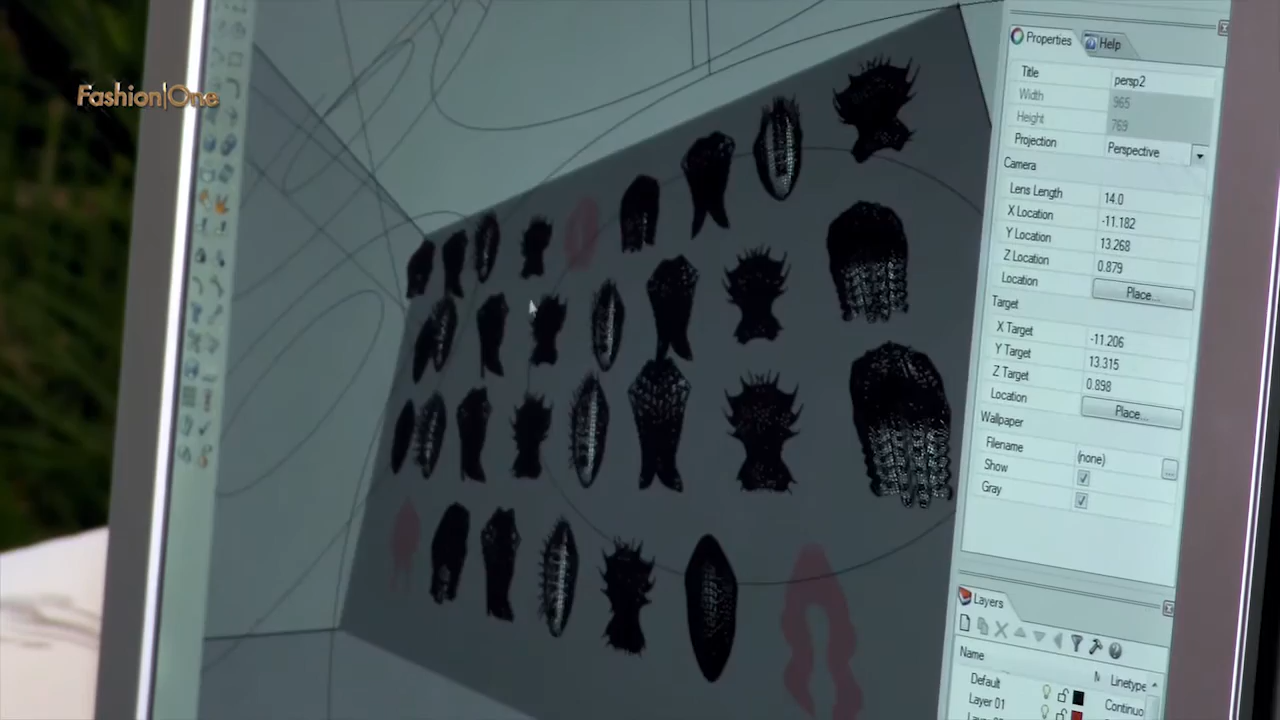 Fashion|One
Properties
Help
Title
persp2
Width
965
Height
769
Projection
Perspective
Camera
Lens Length
14.0
X Location
-11.182
Y Location
13.268
Z Location
0.879
Location
Place...
Target
X Target
-11.206
Y Target
13.315
Z Target
0.898
Location
Place...
Wallpaper
Filename
(none)
Show
Gray
Layers
Name
Linetype
Default
Continuo
Layer 01